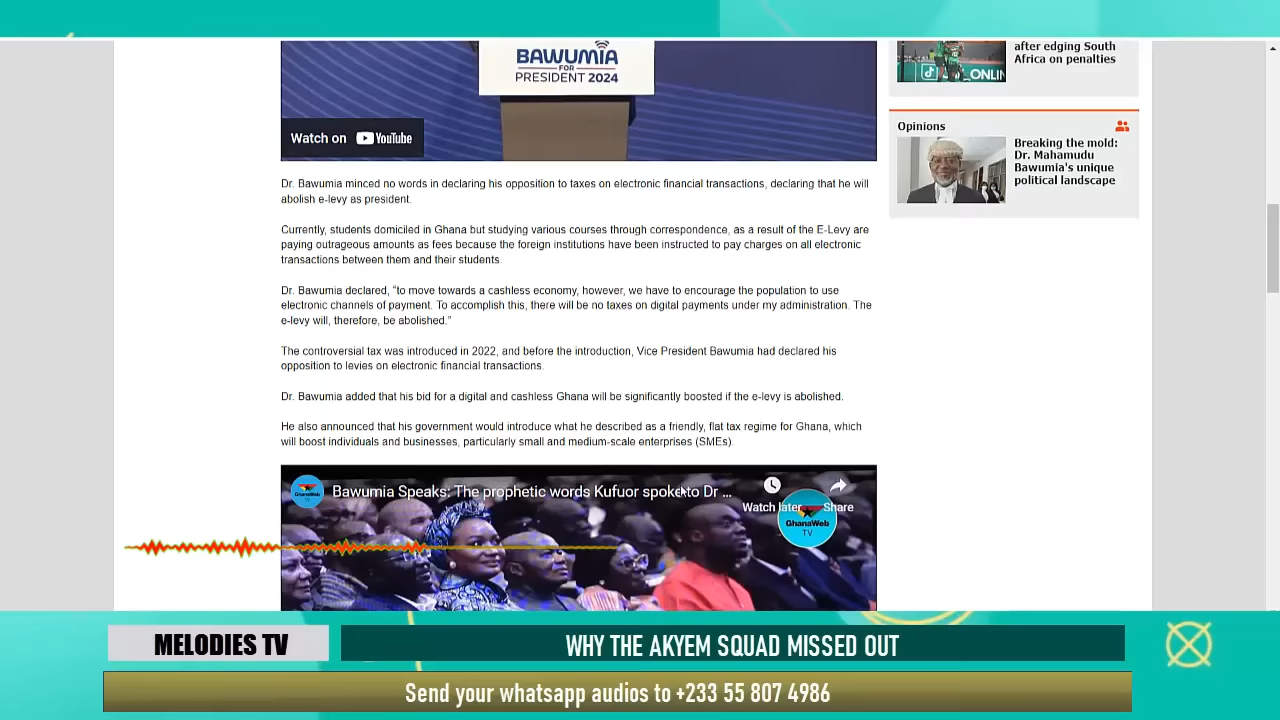 BAWUMIA
FOR
PRESIDENT 2024
Watch on YouTube
after edging South
Africa on penalties
ONLIN
Opinions
Breaking the mold:
Dr. Mahamudu
Bawumia's unique
political landscape
Dr. Bawumia minced no words in declaring his opposition to taxes on electronic financial transactions, declaring that he will
abolish e-levy as president.
Currently, students domiciled in Ghana but studying various courses through correspondence, as a result of the E-Levy are
paying outrageous amounts as fees because the foreign institutions have been instructed to pay charges on all electronic
transactions between them and their students.
Dr. Bawumia declared, “to move towards a cashless economy, however, we have to encourage the population to use
electronic channels of payment. To accomplish this, there will be no taxes on digital payments under my administration. The
e-levy will, therefore, be abolished.”
The controversial tax was introduced in 2022, and before the introduction, Vice President Bawumia had declared his
opposition to levies on electronic financial transactions.
Dr. Bawumia added that his bid for a digital and cashless Ghana will be significantly boosted if the e-levy is abolished.
He also announced that his government would introduce what he described as a friendly, flat tax regime for Ghana, which
will boost individuals and businesses, particularly small and medium-scale enterprises (SMEs).
GhanaWeb
TV
Bawumia Speaks: The prophetic words Kufuor spoke to Dr ...
Watch later
Share
GhanaWeb
TV
MELODIES TV
WHY THE AKYEM SQUAD MISSED OUT
Send your whatsapp audios to +233 55 807 4986